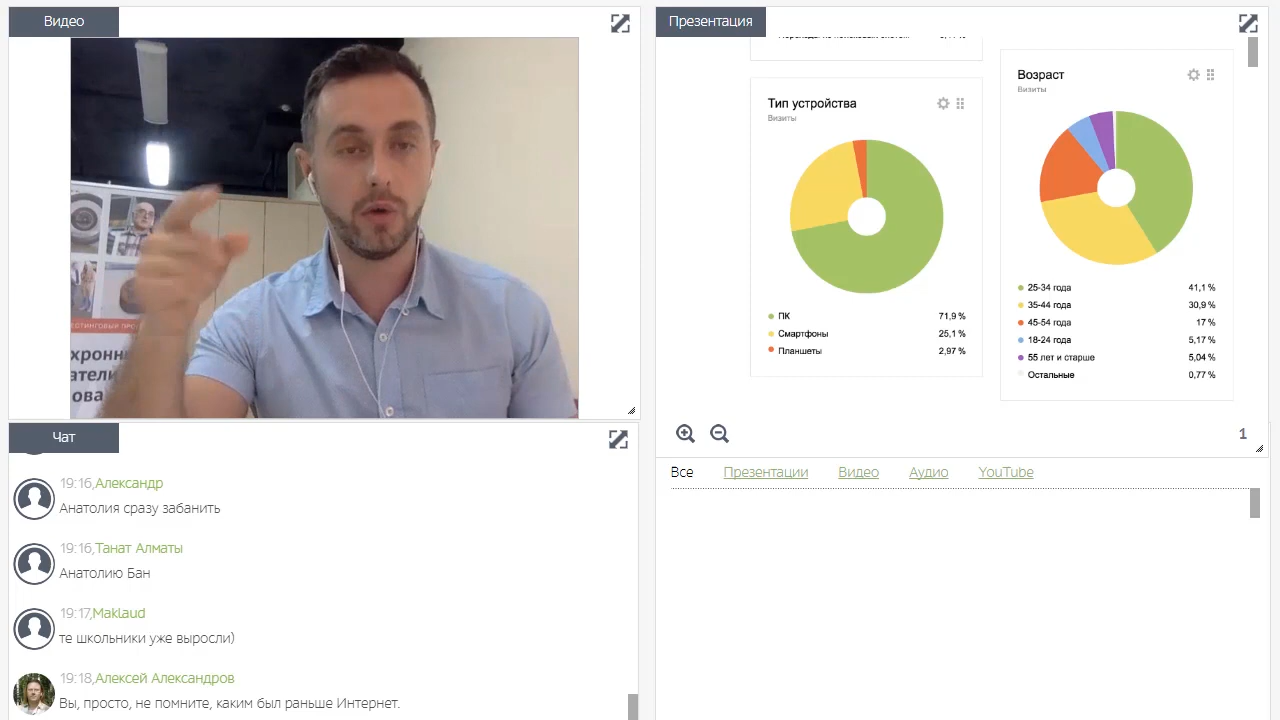 Видео
хронн
атели
ова
Чат
19:16,Александр
Анатолия сразу забанить
19:16,Танат Алматы
Анатолию Бан
19:17,Maklaud
те школьники уже выросли)
19:18,Алексей Александров
Вы, просто, не помните, каким был раньше Интернет.
Презентация
Тип устройства
Визиты
ПК 71,9 %
Смартфоны 25,1 %
Планшеты 2,97 %
Возраст
Визиты
25-34 года 41,1 %
35-44 года 30,9 %
45-54 года 17 %
18-24 года 5,17 %
55 лет и старше 5,04 %
Остальные 0,77 %
1
Все Презентации Видео Аудио YouTube